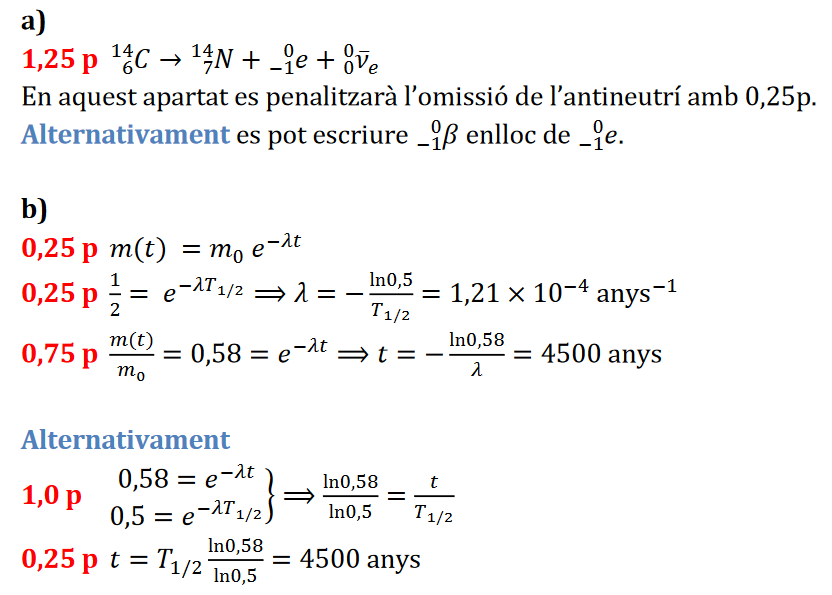 a)
1,25 p $^{14}_{6}C \rightarrow {}^{14}_{7}N + {}^{0}_{-1}e + {}^{0}_{0}\bar{\nu}_e$
En aquest apartat es penalitzarà l’omissió de l’antineutrí amb 0,25p.
Alternativament es pot escriure $^{0}_{-1}\beta$ enlloc de $^{0}_{-1}e$.
b)
0,25 p $m(t) = m_0 \, e^{-\lambda t}$
0,25 p $\frac{1}{2} = e^{-\lambda T_{1/2}} \Longrightarrow \lambda = -\frac{\ln 0,5}{T_{1/2}} = 1,21 \times 10^{-4}$ anys$^{-1}$
0,75 p $\frac{m(t)}{m_0} = 0,58 = e^{-\lambda t} \Longrightarrow t = -\frac{\ln 0,58}{\lambda} = 4500$ anys
Alternativament
1,0 p $\left. \begin{array}{r} 0,58 = e^{-\lambda t} \\ 0,5 = e^{-\lambda T_{1/2}} \end{array} \right\} \Longrightarrow \frac{\ln 0,58}{\ln 0,5} = \frac{t}{T_{1/2}}$
0,25 p $t = T_{1/2} \frac{\ln 0,58}{\ln 0,5} = 4500$ anys